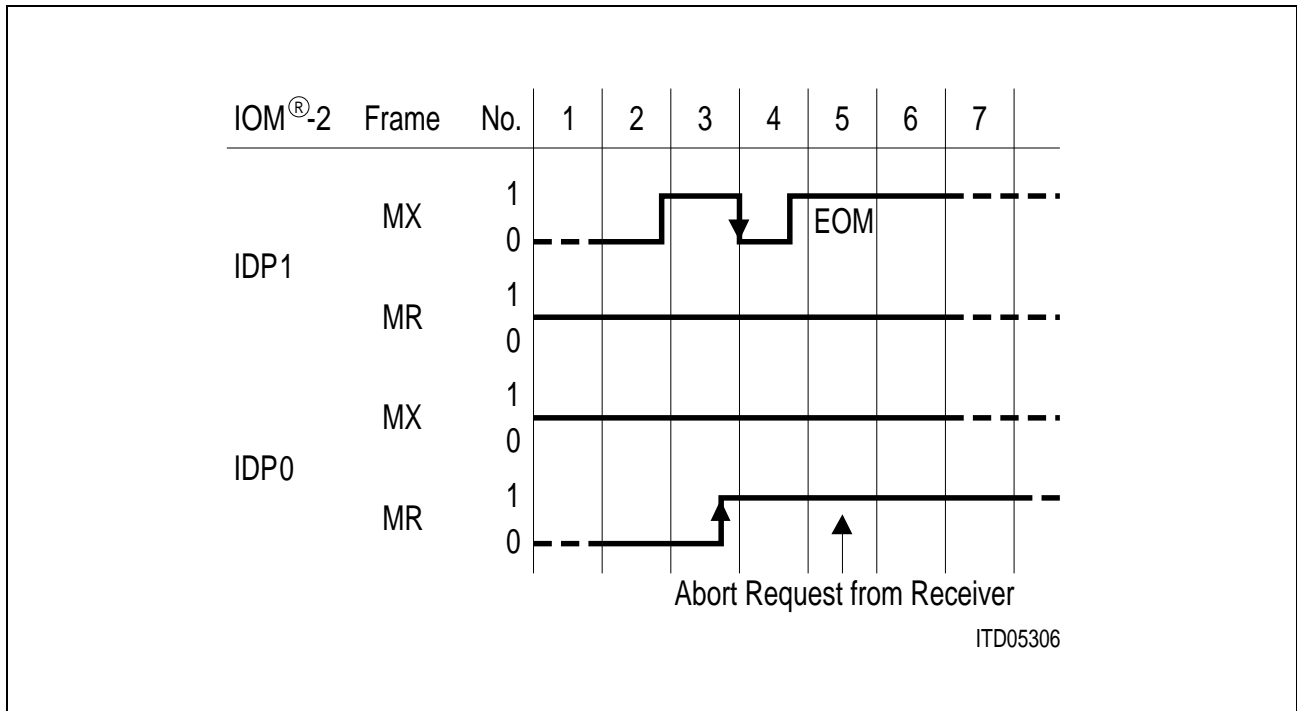 IOM®-2 Frame No. 1 2 3 4 5 6 7
1
MX
0
EOM
IDP1
1
MR
0
1
MX
0
IDP0
1
MR
0
Abort Request from Receiver
ITD05306